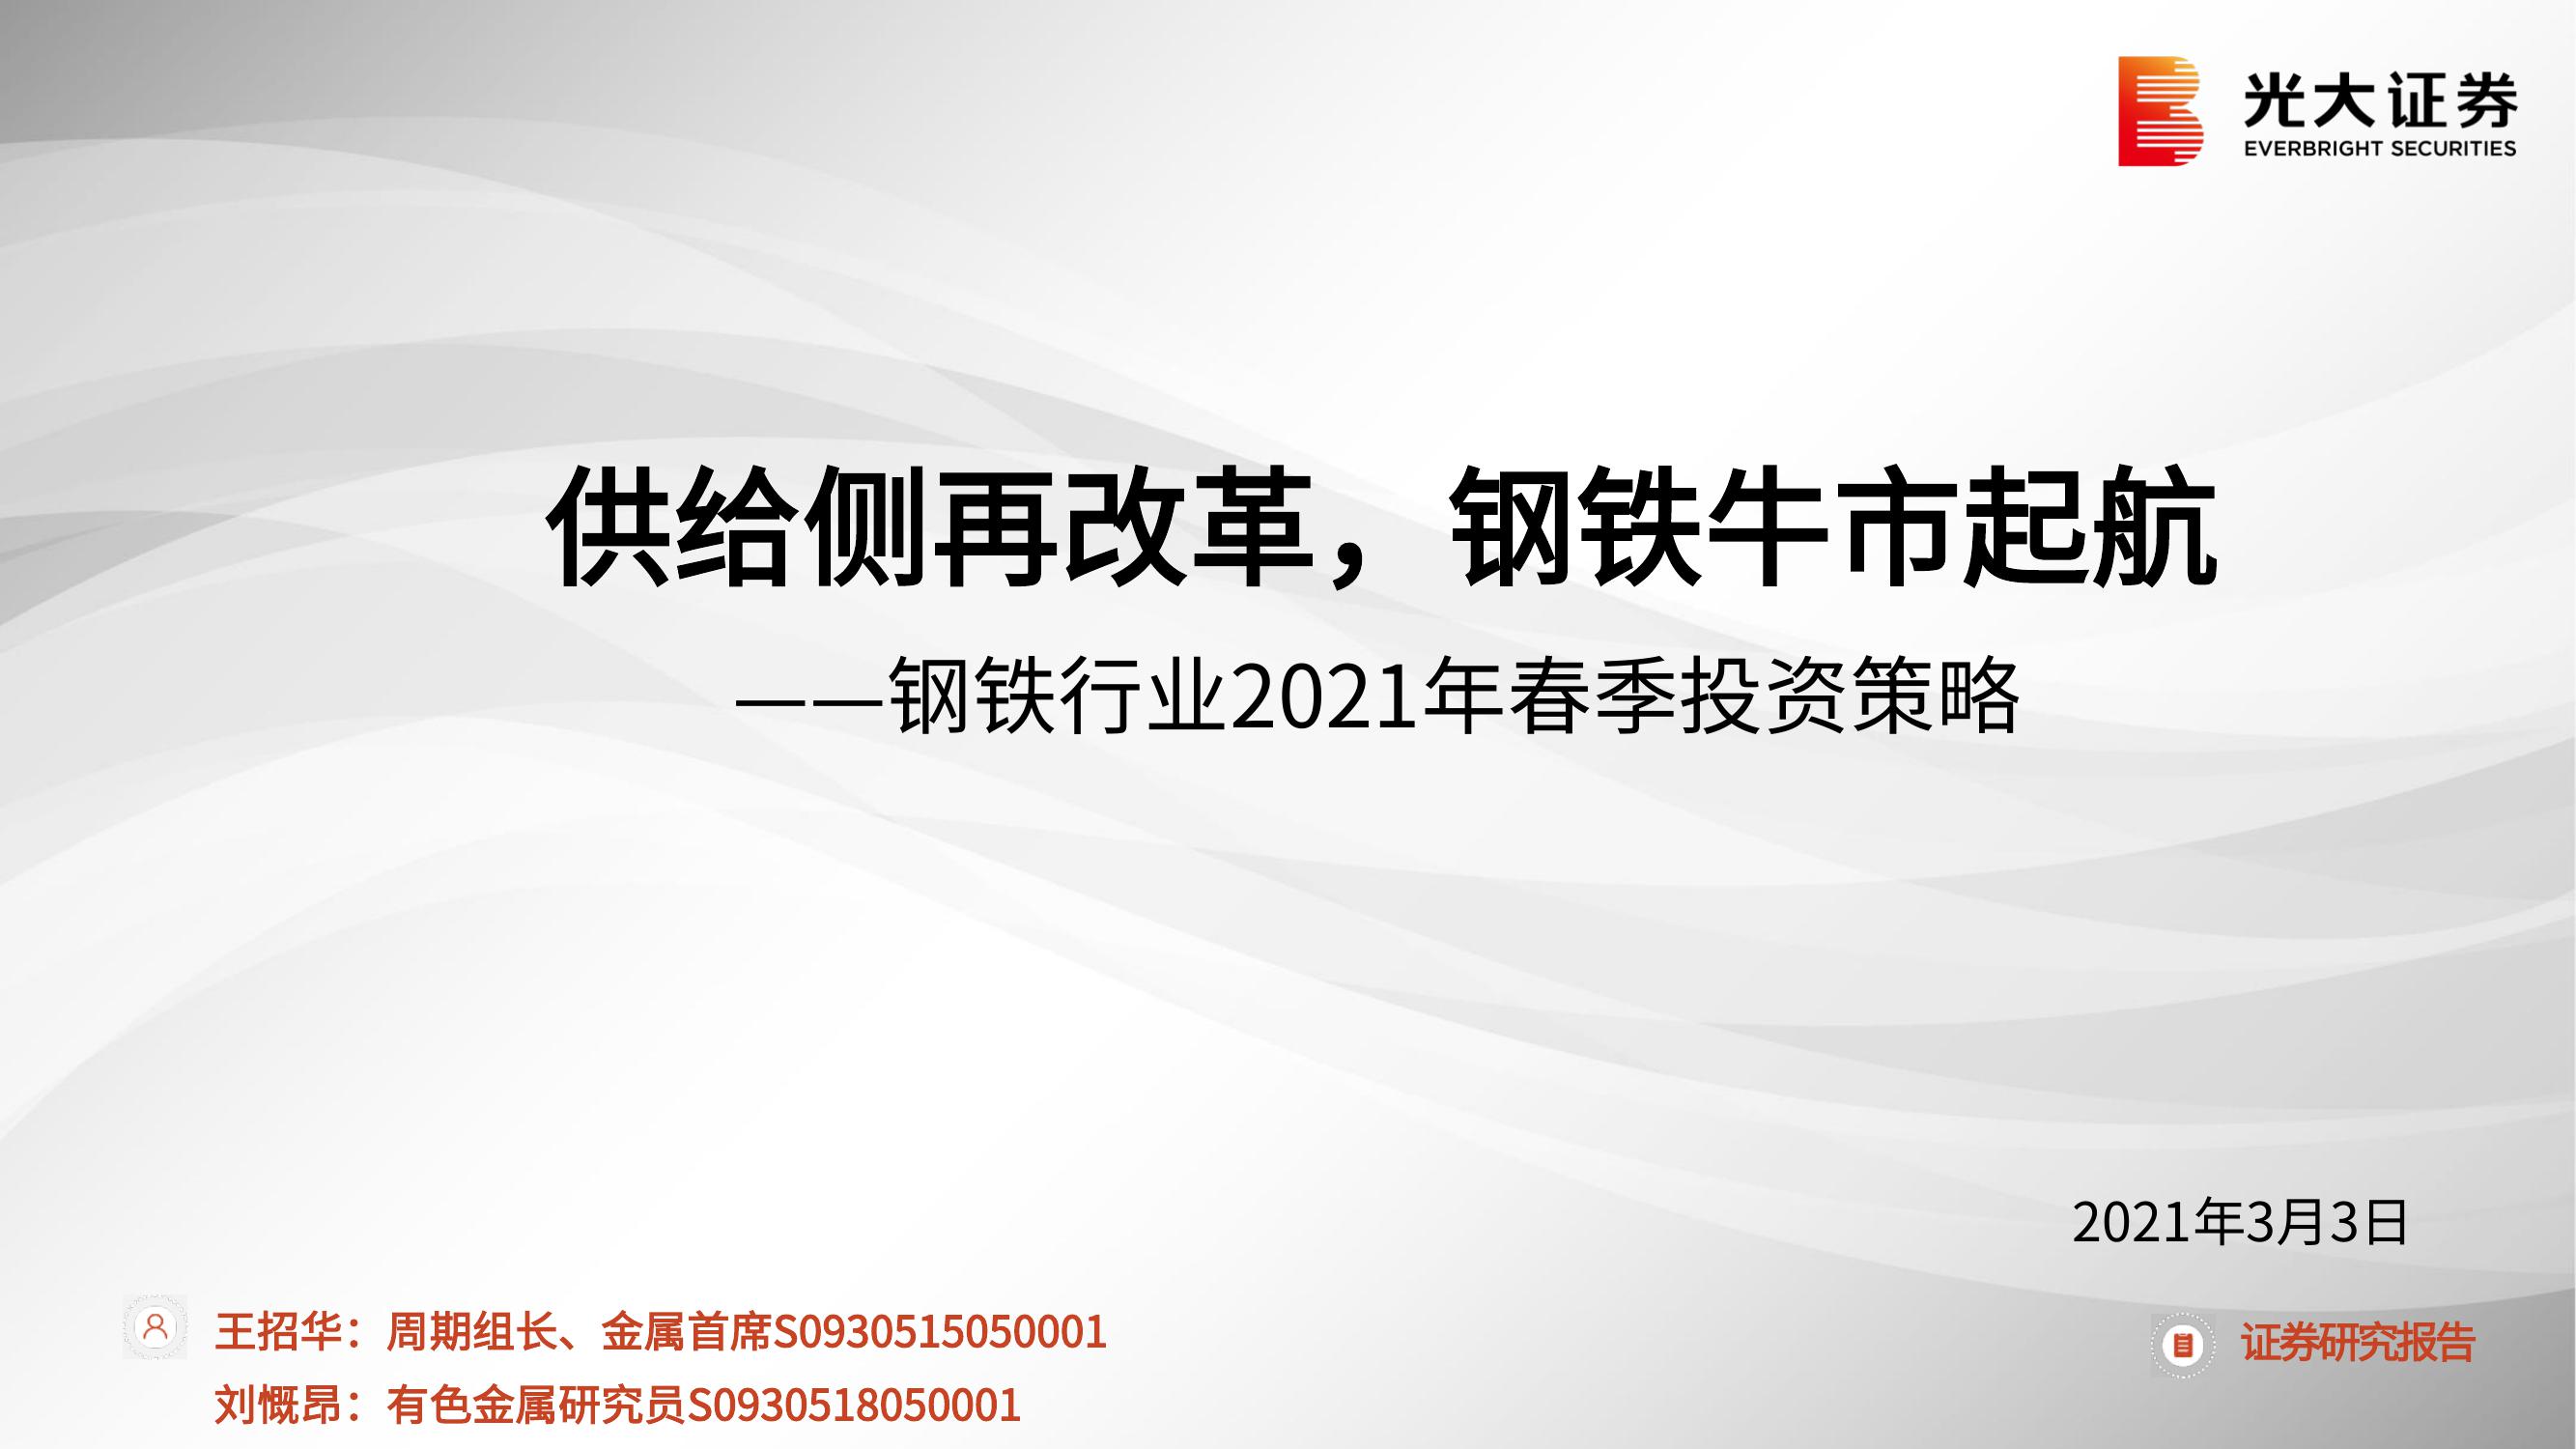 光大证券
EVERBRIGHT SECURITIES
供给侧再改革，钢铁牛市起航
——钢铁行业2021年春季投资策略
2021年3月3日
王招华：周期组长、金属首席S0930515050001
刘慨昂：有色金属研究员S0930518050001
证券研究报告